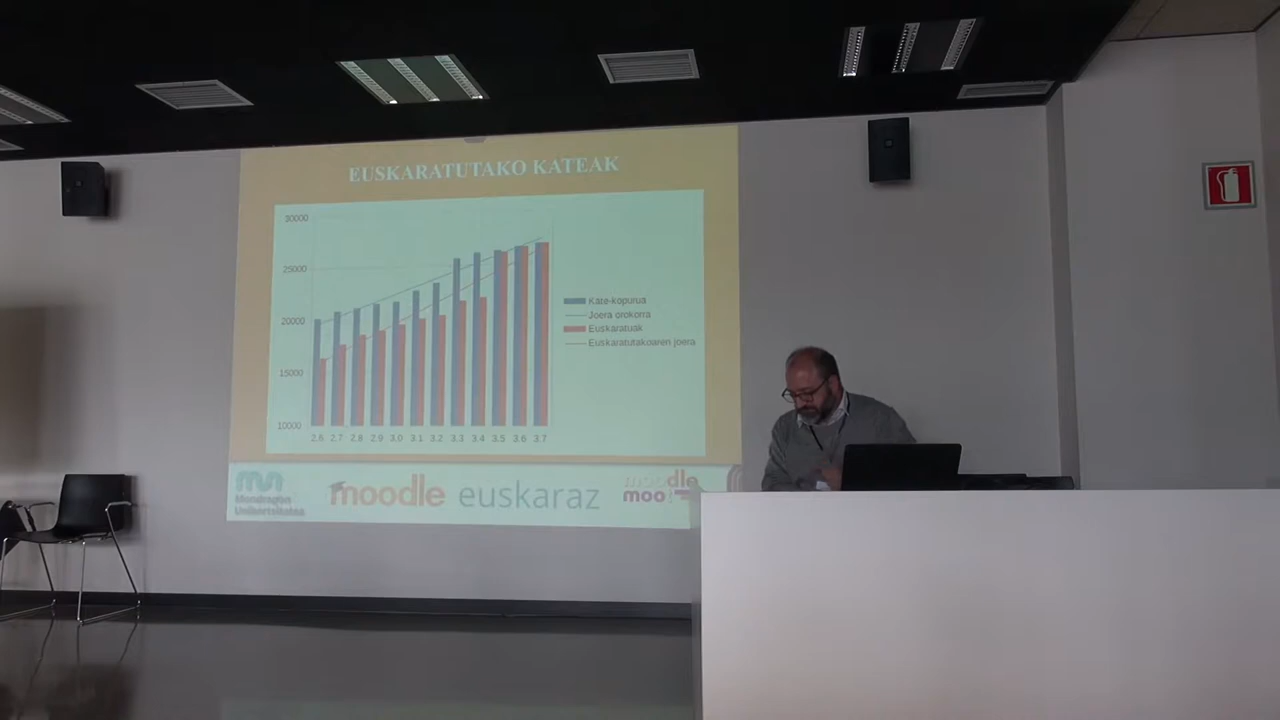 EUSKARATUTAKO KATEAK
30000
25000
20000
15000
10000
2.6 2.7 2.8 2.9 3.0 3.1 3.2 3.3 3.4 3.5 3.6 3.7
Kate-kopurua
Joera orokorra
Euskaratuak
Euskaratutakoaren joera
Mondragon
Unibertsitatea
moodle euskaraz
moodle
moo